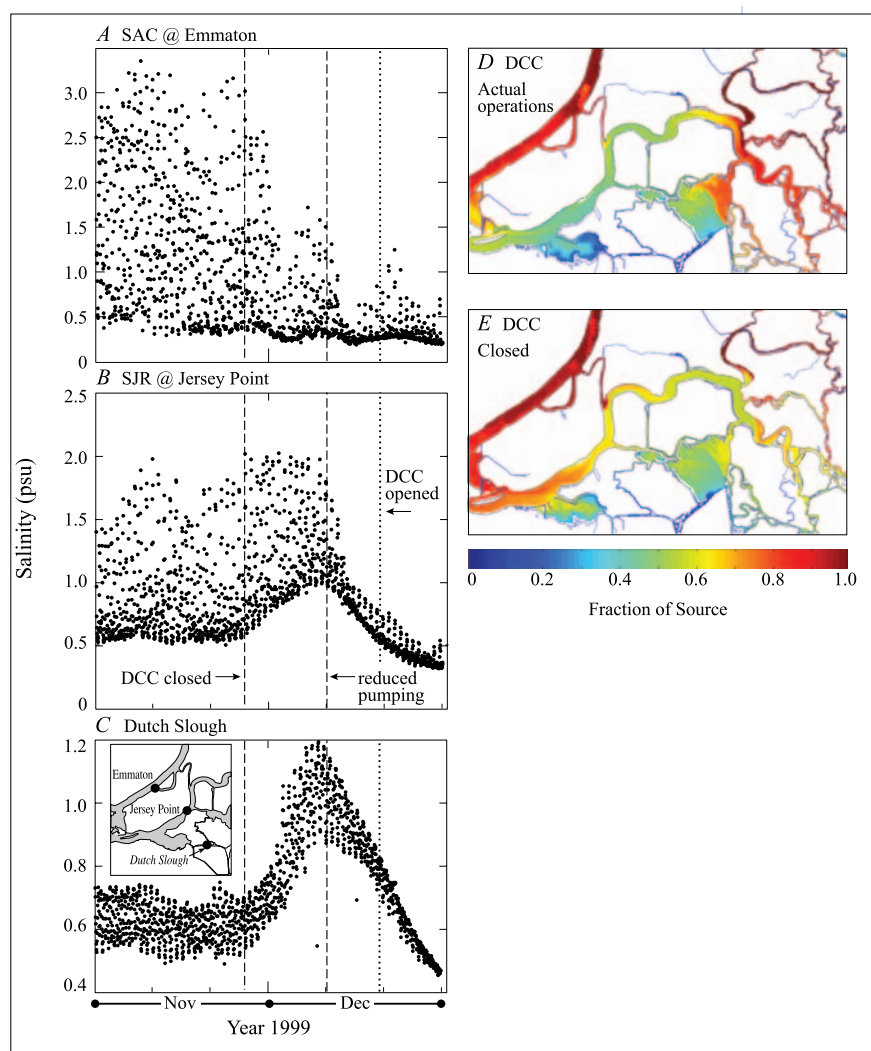 A SAC @ Emmaton
3.0
2.5
2.0
1.5
1.0
0.5
0
B SJR @ Jersey Point
2.5
2.0
1.5
1.0
0.5
0
Salinity (psu)
DCC
opened
DCC closed
reduced
pumping
C Dutch Slough
1.2
1.0
0.8
0.6
0.4
Emmaton
Jersey Point
Dutch Slough
Nov
Dec
Year 1999
D DCC
Actual
operations
E DCC
Closed
0 0.2 0.4 0.6 0.8 1.0
Fraction of Source